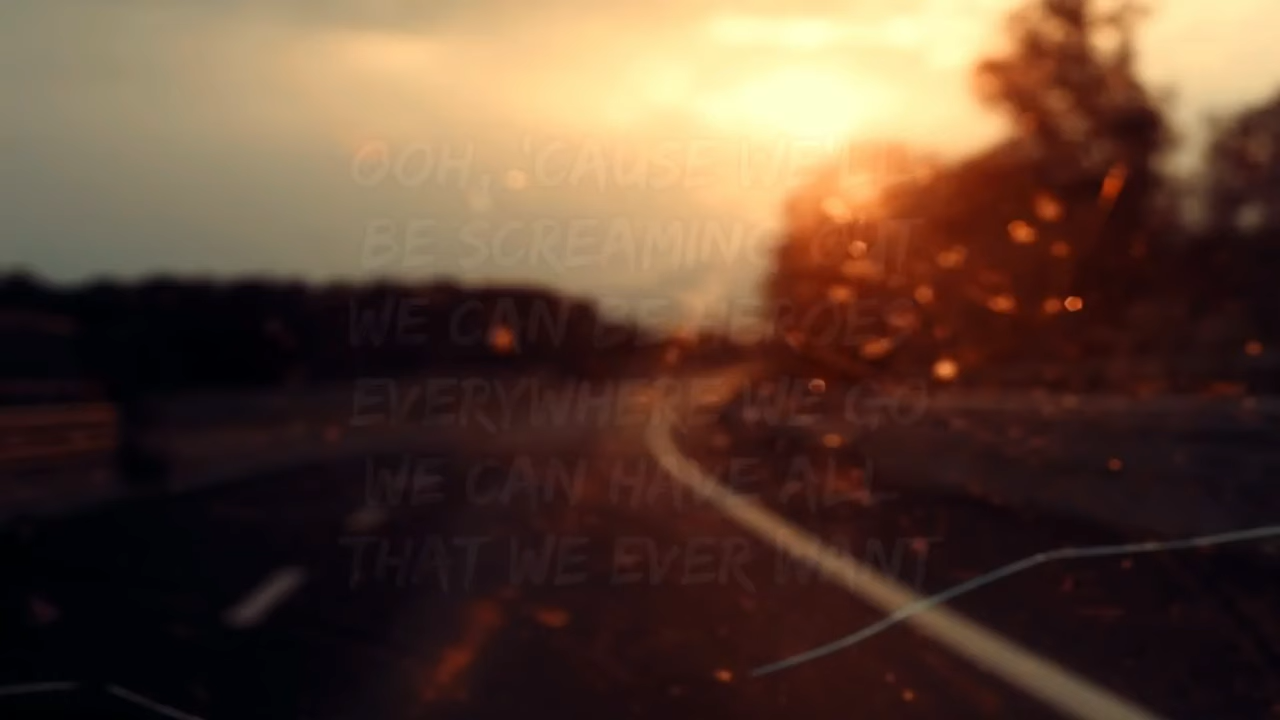 OOH, 'CAUSE WE'LL
BE SCREAMING OUT
WE CAN BE HEROES
EVERYWHERE WE GO
WE CAN HAVE ALL
THAT WE EVER WANT